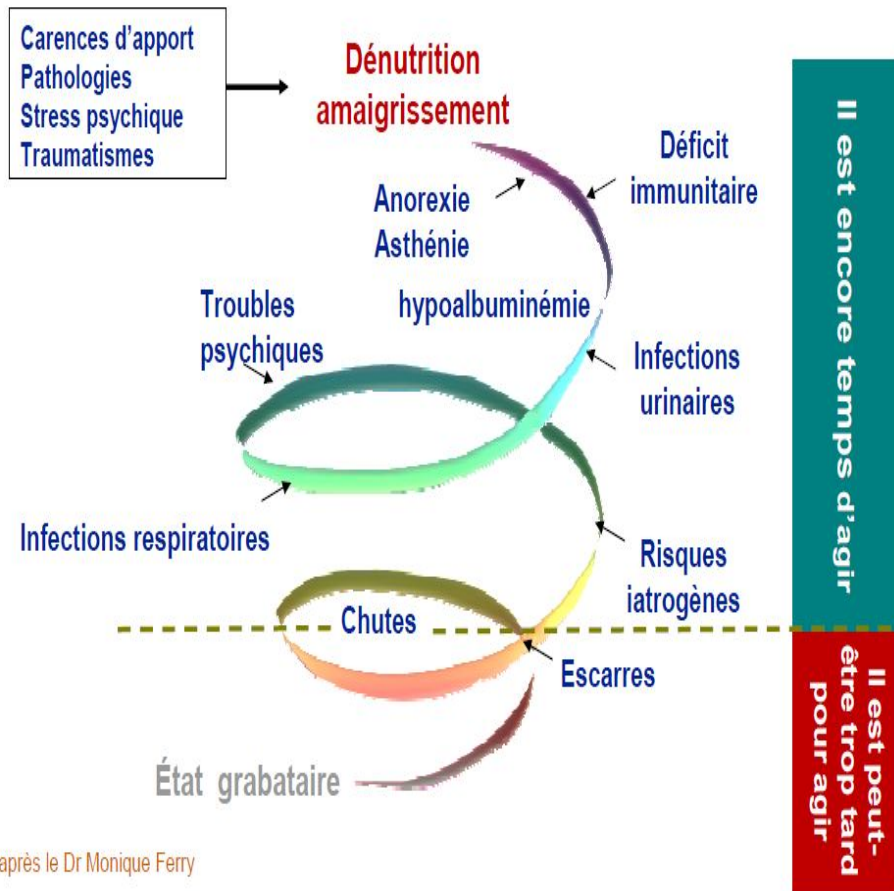 Carences d'apport
Pathologies
Stress psychique
Traumatismes
Dénutrition
amaigrissement
Déficit
immunitaire
Anorexie
Asthénie
hypoalbuminémie
Troubles
psychiques
Infections
urinaires
Infections respiratoires
Risques
iatrogènes
Chutes
Escarres
État grabataire
après le Dr Monique Ferry
Il est encore temps d'agir
Il est peut-
être trop tard
pour agir